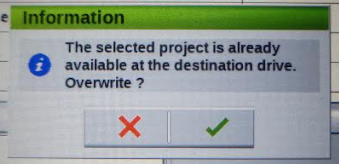 Information
The selected project is already
available at the destination drive.
Overwrite ?